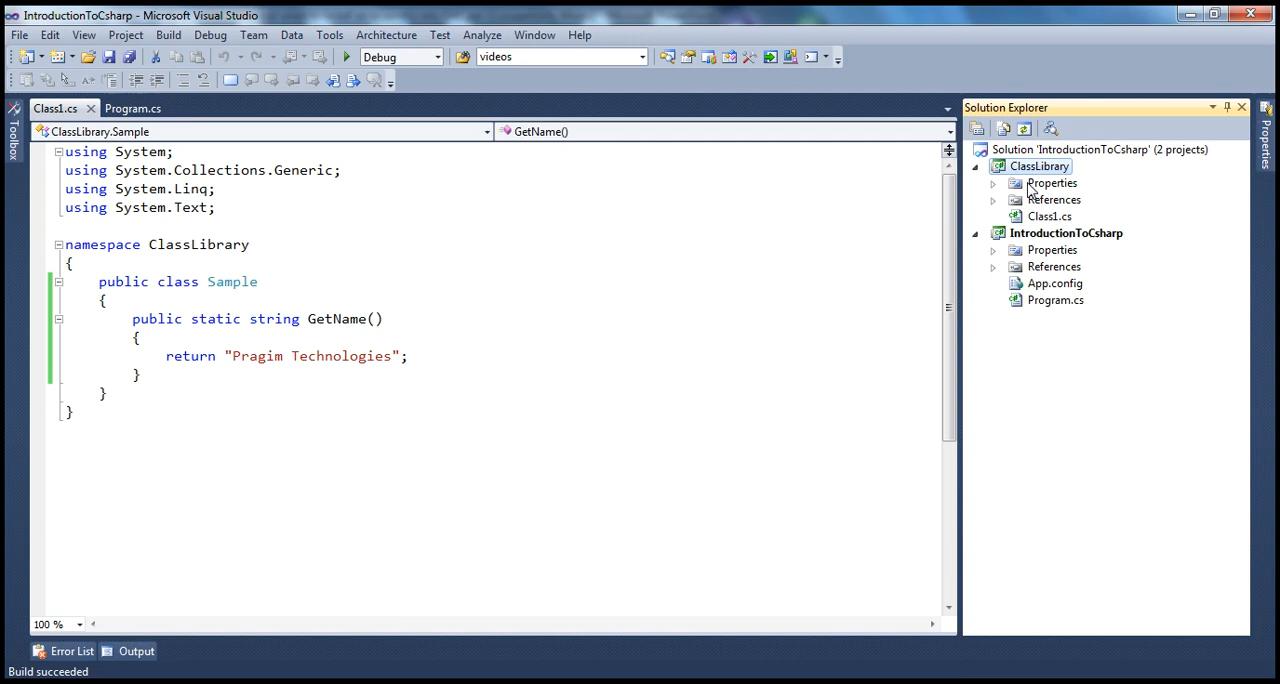 IntroductionToCsharp - Microsoft Visual Studio
File Edit View Project Build Debug Team Data Tools Architecture Test Analyze Window Help
Debug videos
Class1.cs Program.cs
ClassLibrary.Sample GetName()
Toolbox
using System;
using System.Collections.Generic;
using System.Linq;
using System.Text;
namespace ClassLibrary
{
public class Sample
{
public static string GetName()
{
return "Pragim Technologies";
}
}
}
100 %
Solution Explorer
Solution 'IntroductionToCsharp' (2 projects)
ClassLibrary
Properties
References
Class1.cs
IntroductionToCsharp
Properties
References
App.config
Program.cs
Properties
Error List Output
Build succeeded